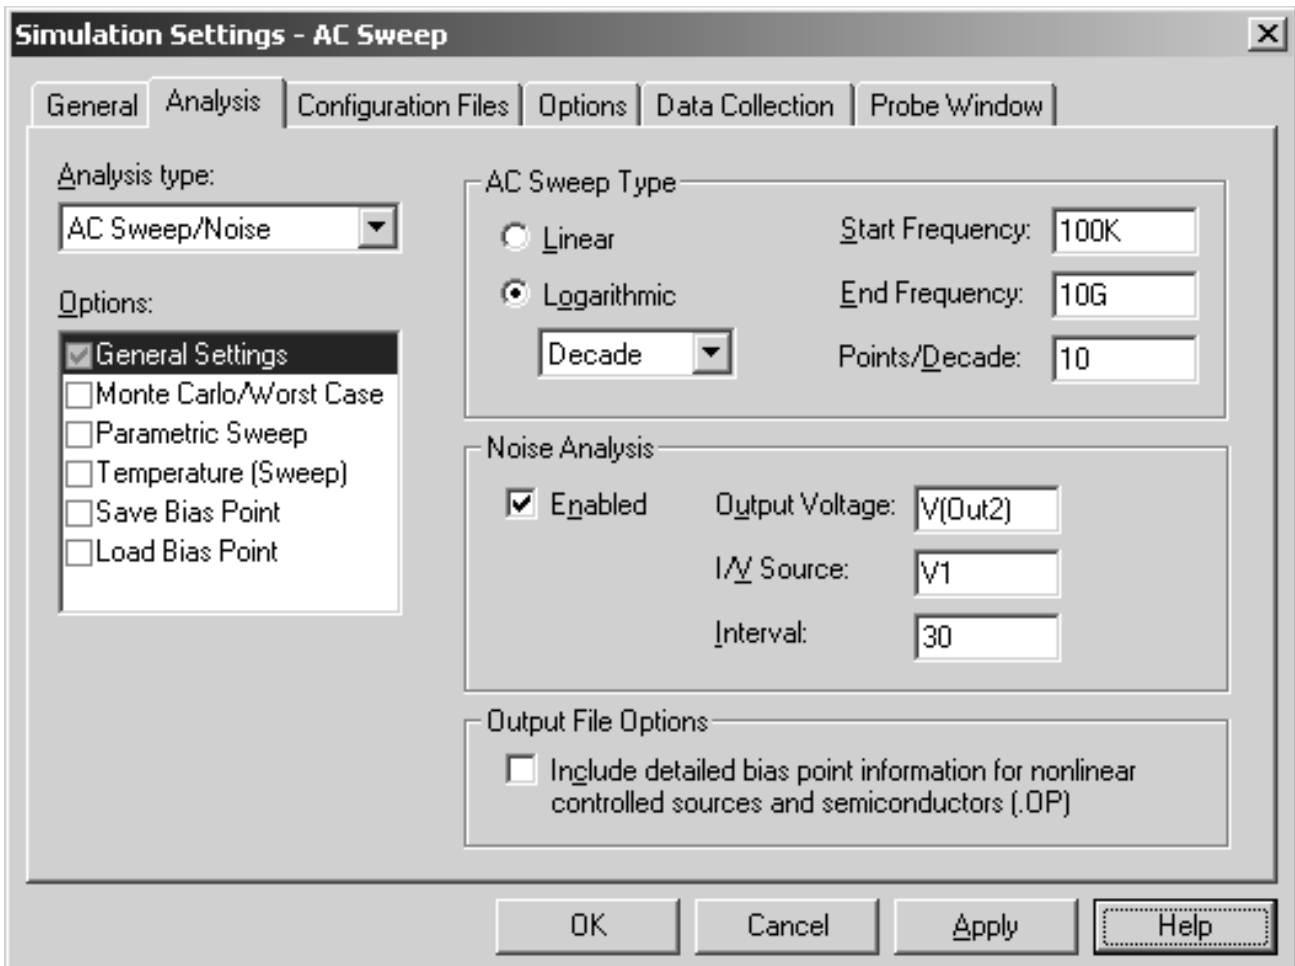 Simulation Settings - AC Sweep
General
Analysis
Configuration Files
Options
Data Collection
Probe Window
Analysis type:
AC Sweep/Noise
Options:
General Settings
Monte Carlo/Worst Case
Parametric Sweep
Temperature (Sweep)
Save Bias Point
Load Bias Point
AC Sweep Type
Linear
Logarithmic
Decade
Start Frequency: 100K
End Frequency: 10G
Points/Decade: 10
Noise Analysis
Enabled
Output Voltage: V(Out2)
I/V Source: V1
Interval: 30
Output File Options
Include detailed bias point information for nonlinear
controlled sources and semiconductors (.OP)
OK
Cancel
Apply
Help